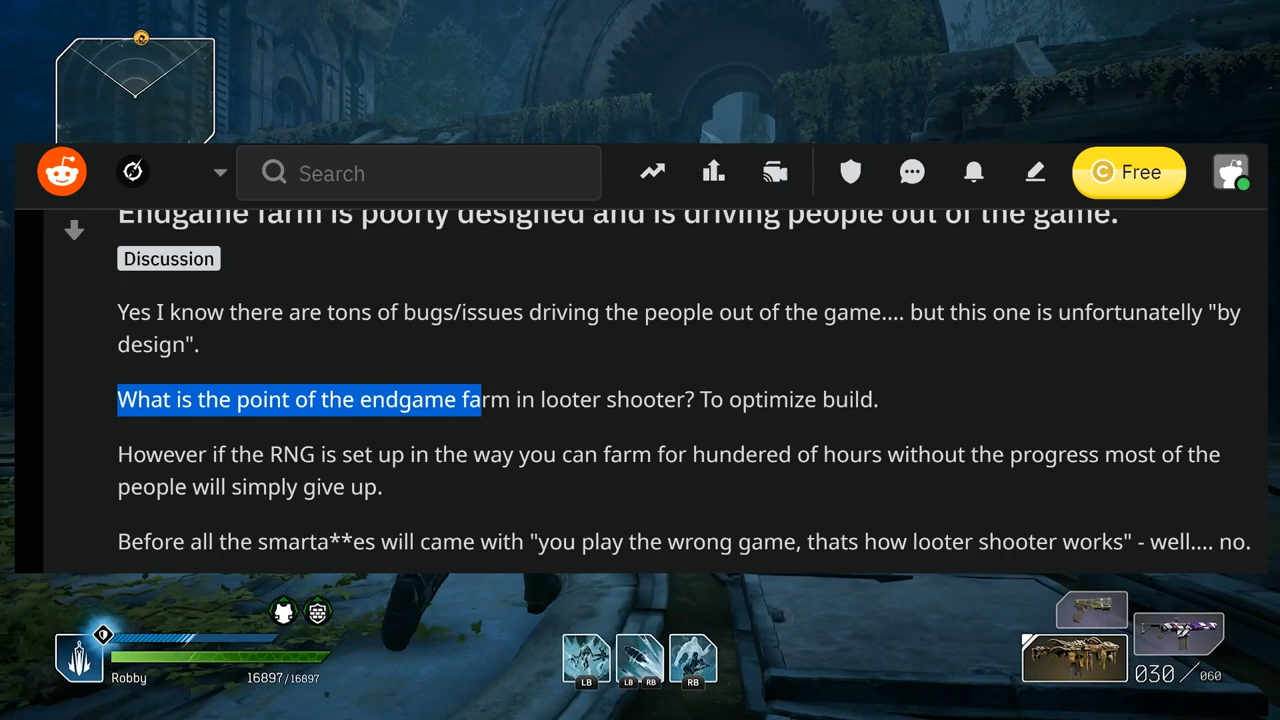 Search
Free
Endgame farm is poorly designed and is driving people out of the game.
Discussion
Yes I know there are tons of bugs/issues driving the people out of the game.... but this one is unfortunatelly "by
design".
What is the point of the endgame farm in looter shooter? To optimize build.
However if the RNG is set up in the way you can farm for hundered of hours without the progress most of the
people will simply give up.
Before all the smarta**es will came with "you play the wrong game, thats how looter shooter works" - well.... no.
Robby
16897/16897
LB
LB RB
RB
030 / 060